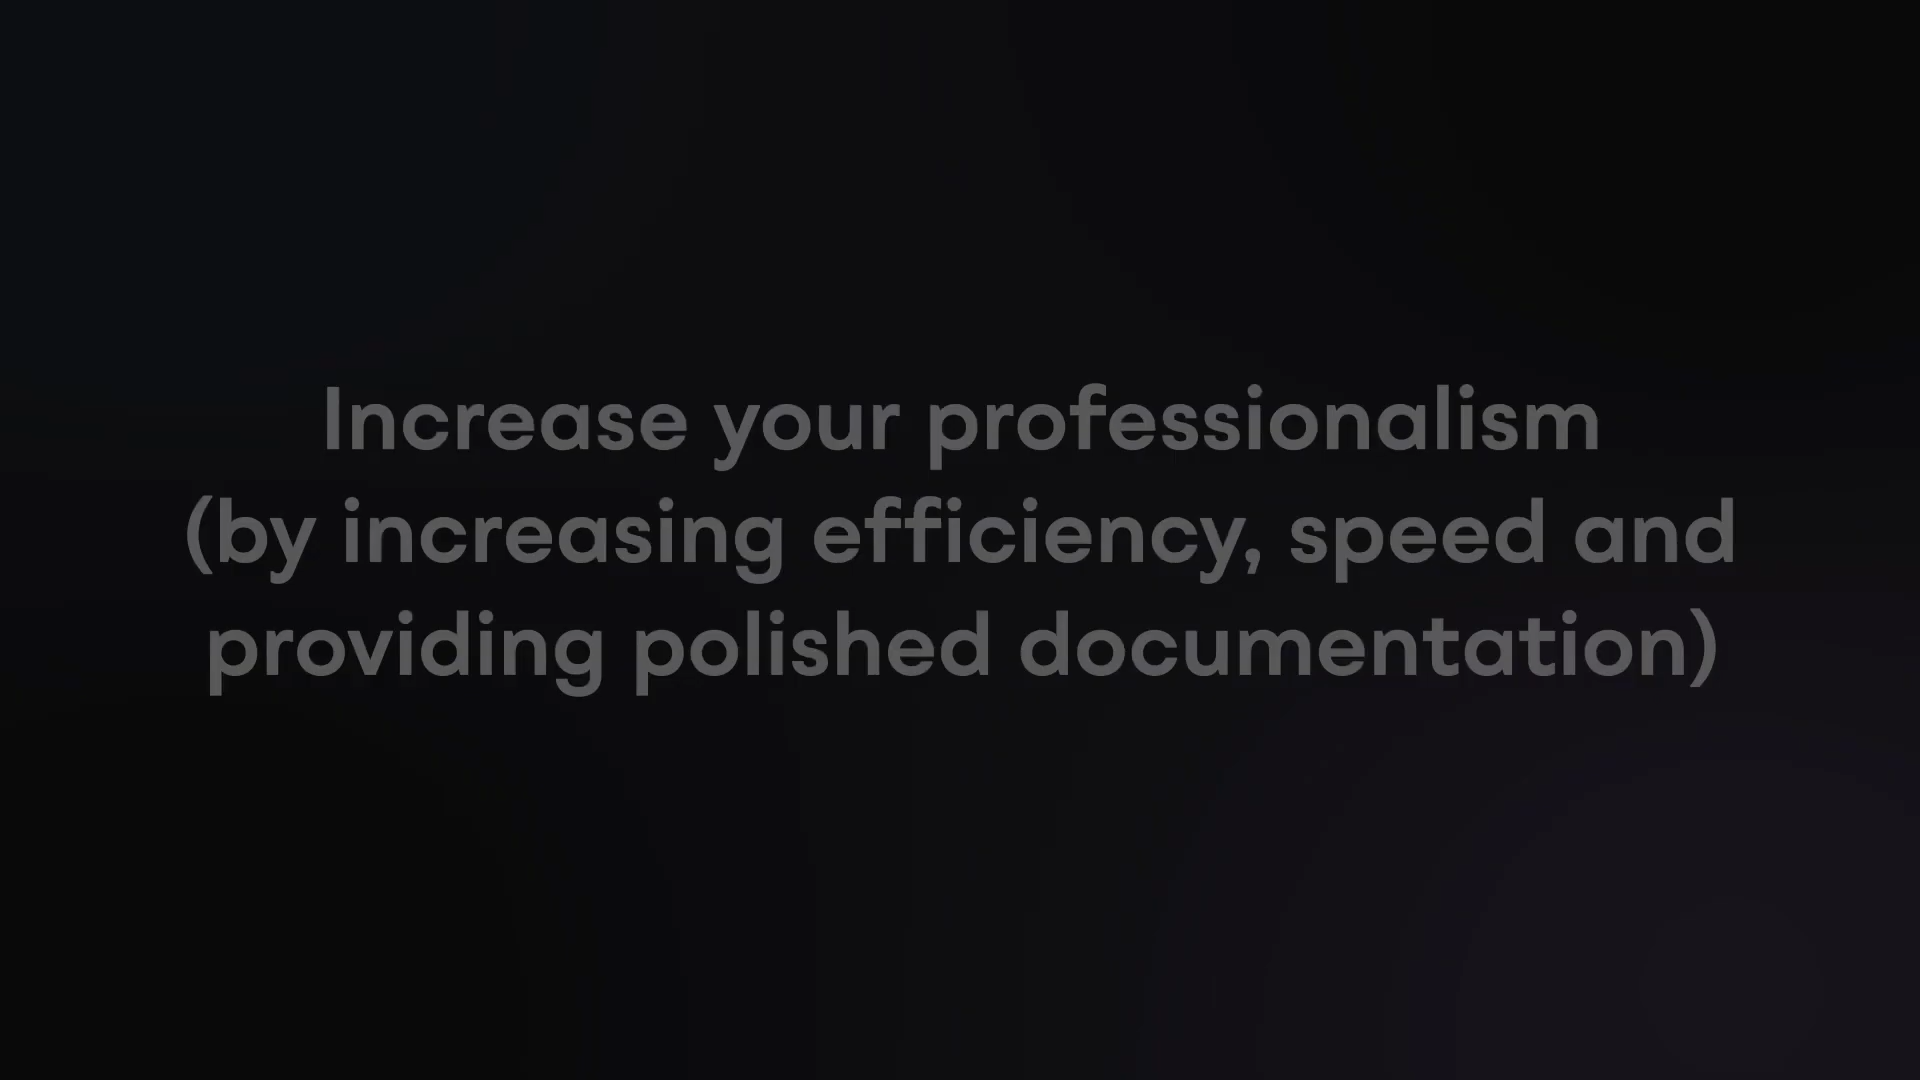 Increase your professionalism
(by increasing efficiency, speed and
providing polished documentation)